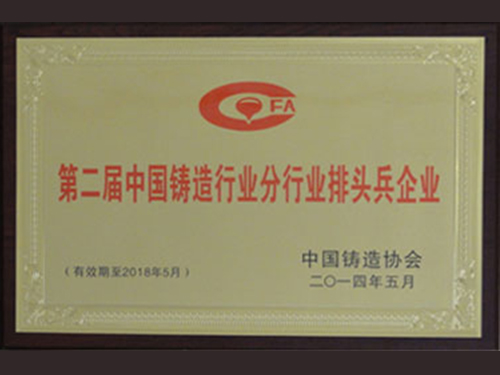 FA
第二届中国铸造行业分行业排头兵企业
中国铸造协会
(有效期至2018年5月)
二〇一四年五月